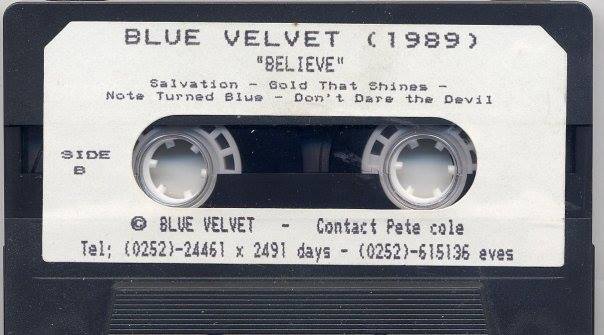 BLUE VELVET (1989)
"BELIEVE"
Salvation - Gold That Shines -
Note Turned Blue - Don't Dare the Devil
SIDE
B
© BLUE VELVET - Contact Pete cole
Tel; (0252)-24461 x 2491 days - (0252)-615136 eves